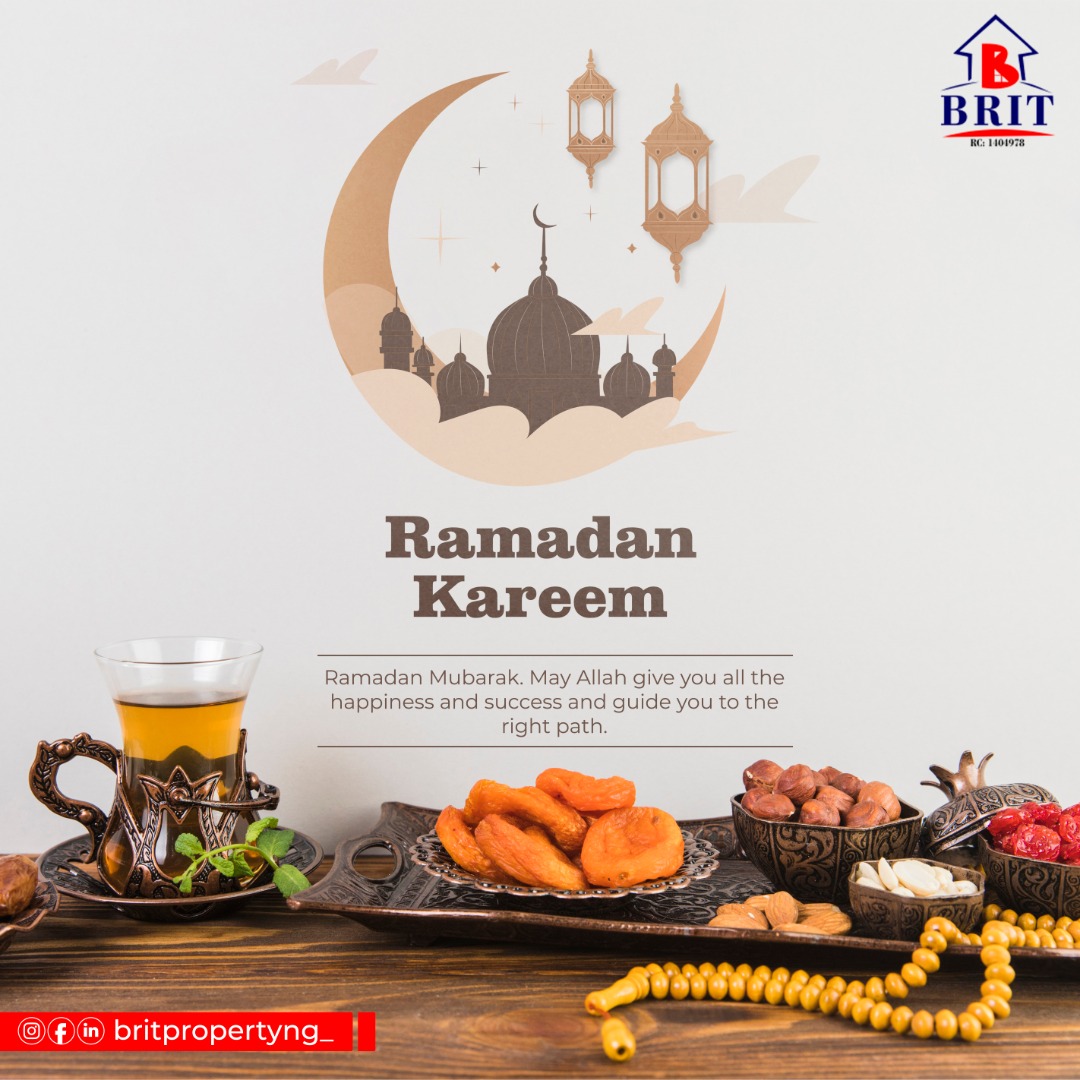 B
BRIT
RC: 1404978
Ramadan
Kareem
Ramadan Mubarak. May Allah give you all the
happiness and success and guide you to the
right path.
in britpropertyng_